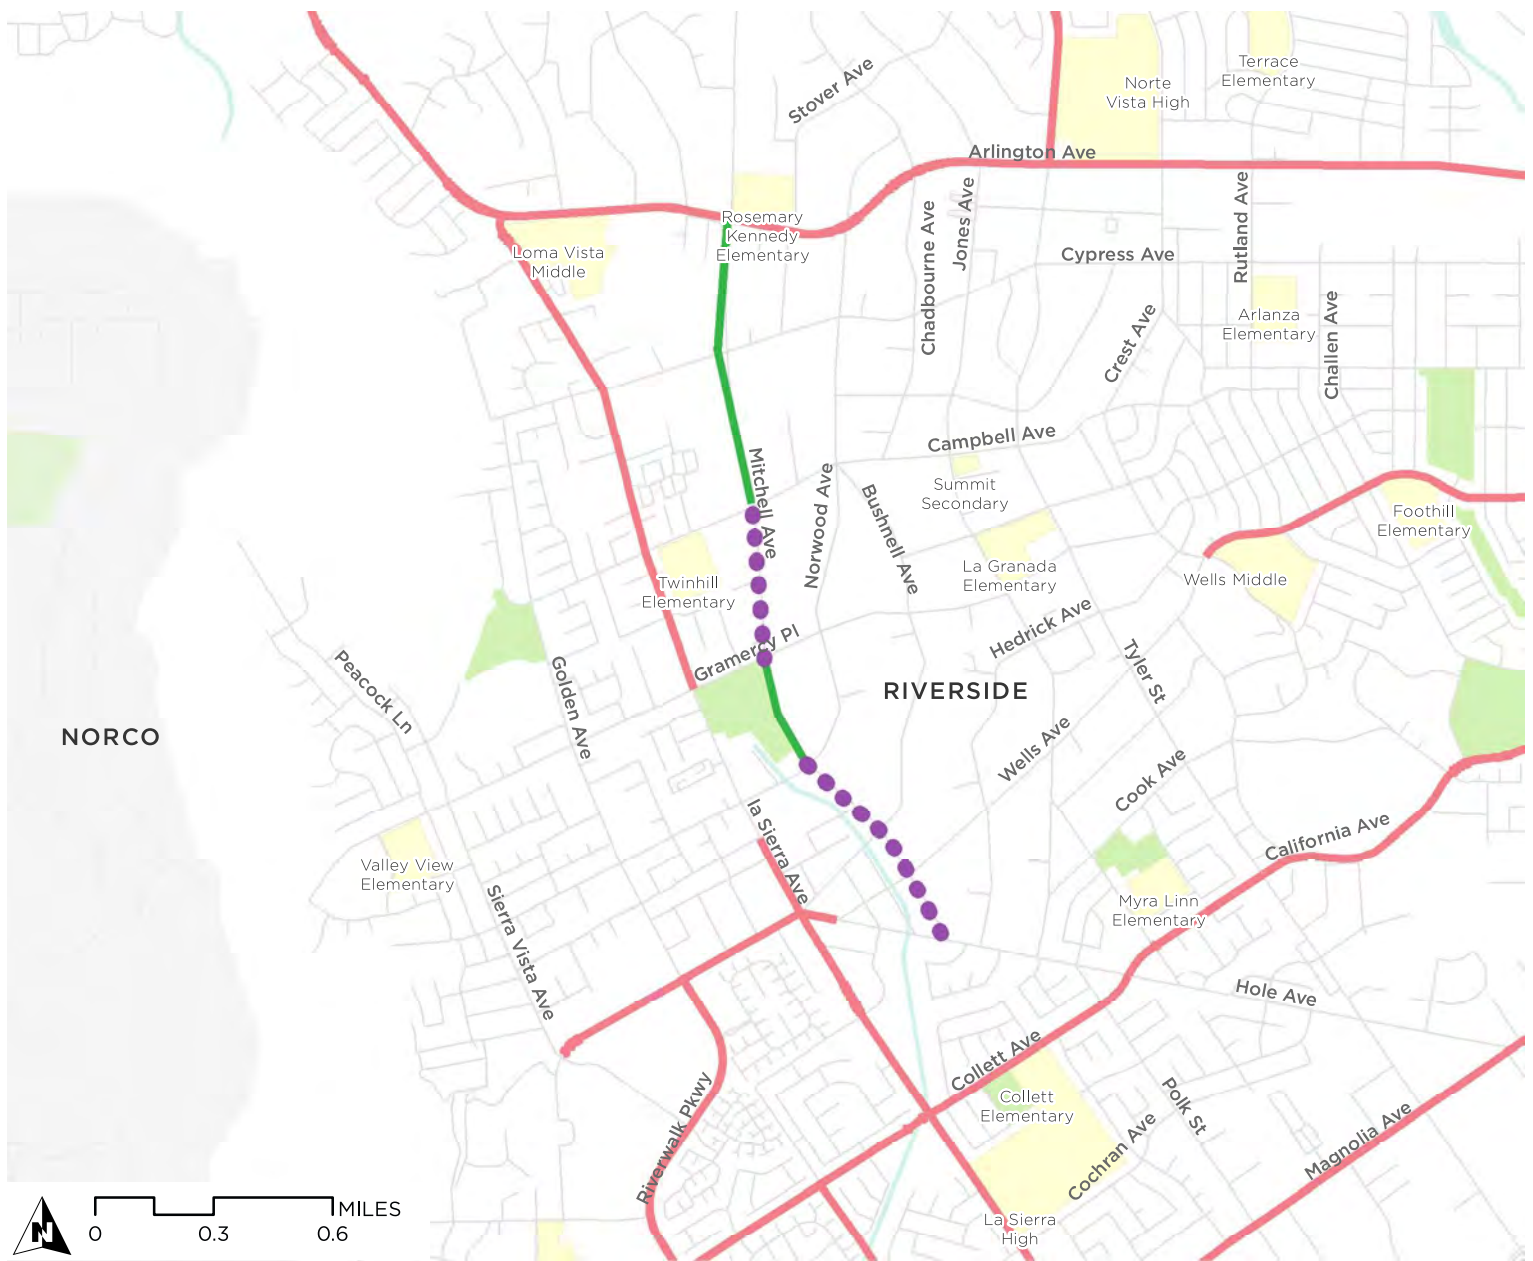 Stover Ave
Norte
Vista High
Terrace
Elementary
Arlington Ave
Rosemary
Kennedy
Elementary
Loma Vista
Middle
Chadbourne Ave
Jones Ave
Cypress Ave
Rutland Ave
Arlanza
Elementary
Challen Ave
Crest Ave
Campbell Ave
Mitchell Ave
Norwood Ave
Bushnell Ave
Summit
Secondary
Foothill
Elementary
La Granada
Elementary
Wells Middle
Twinhill
Elementary
Hedrick Ave
Gramercy Pl
Tyler St
Peacock Ln
Golden Ave
RIVERSIDE
NORCO
Wells Ave
Cook Ave
la Sierra Ave
California Ave
Valley View
Elementary
Sierra Vista Ave
Myra Linn
Elementary
Hole Ave
Collett Ave
Collett
Elementary
Polk St
Riverwalk Pkwy
Cochran Ave
Magnolia Ave
La Sierra
High
N
MILES
0 0.3 0.6